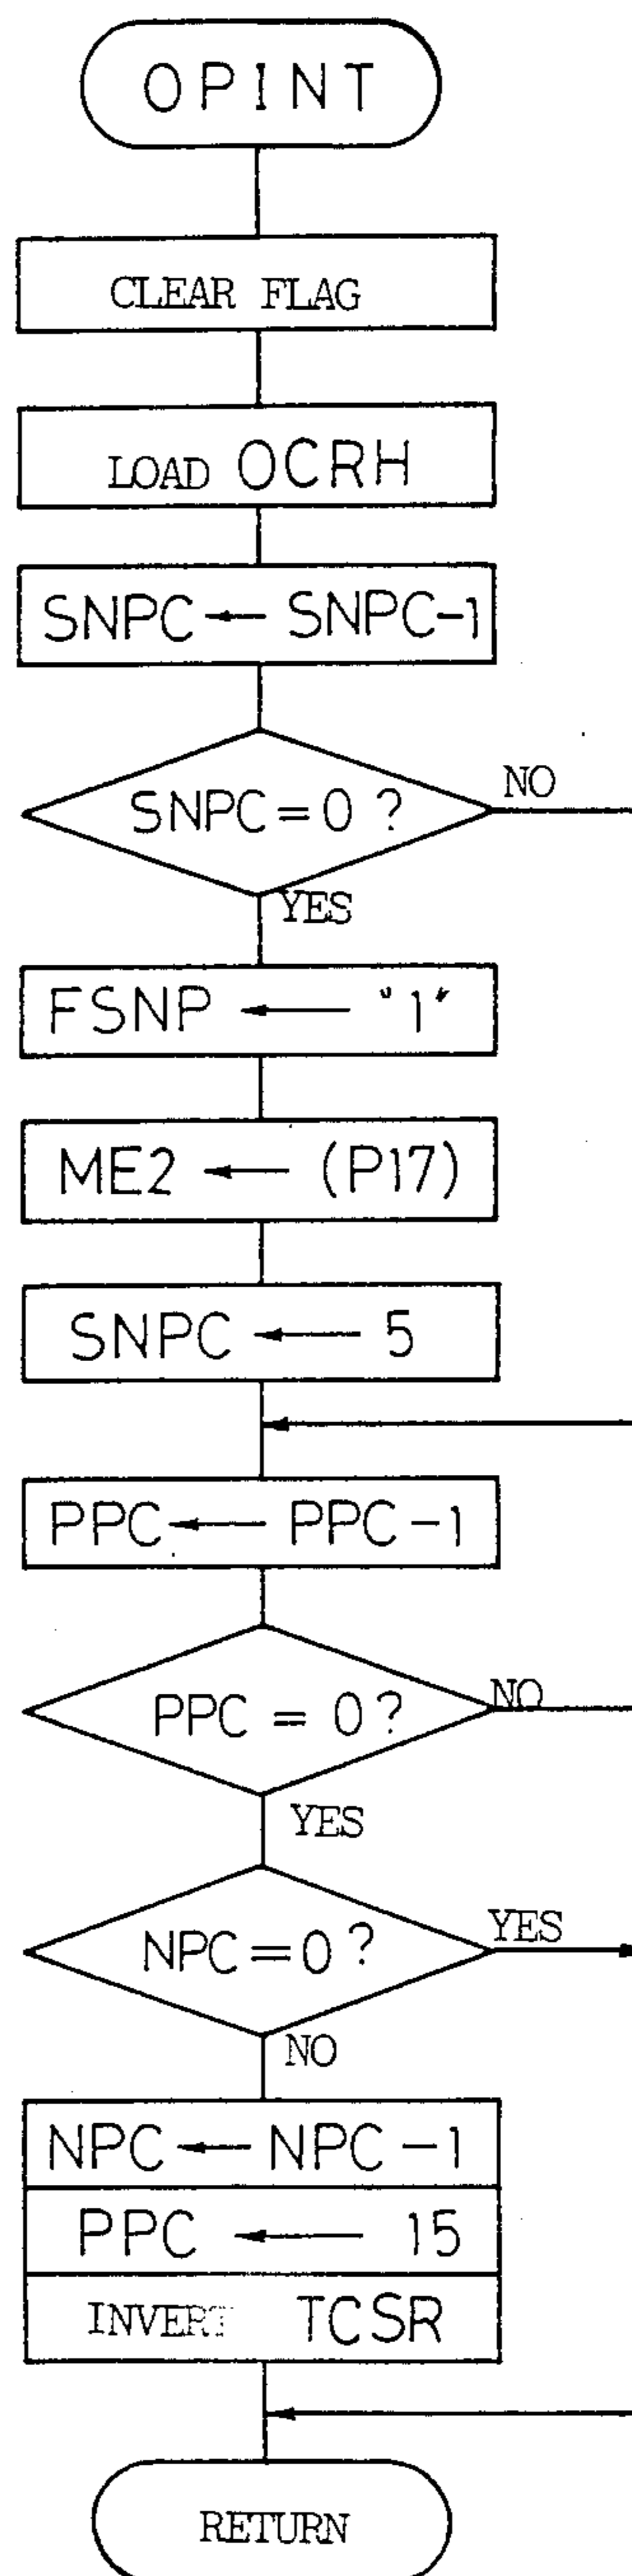 OPINT
CLEAR FLAG
LOAD OCRH
SNPC ← SNPC-1
SNPC=0 ?
NO
YES
FSNP ← "1"
ME2 ← (P17)
SNPC ← 5
PPC ← PPC-1
PPC = 0?
NO
YES
NPC=0?
YES
NO
NPC ← NPC-1
PPC ← 15
INVERT TCSR
RETURN